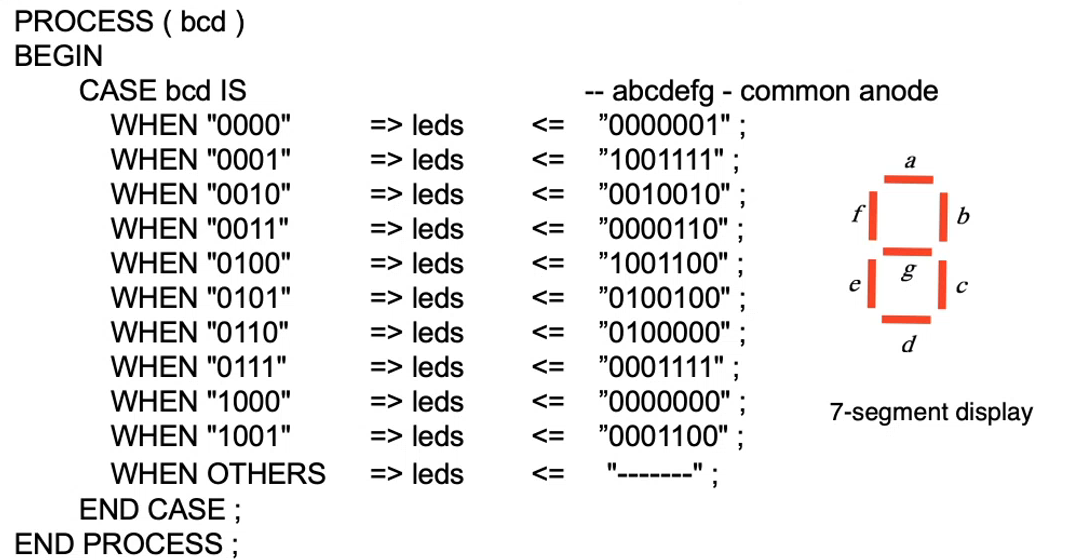 PROCESS ( bcd )
BEGIN
CASE bcd IS -- abcdefg - common anode
WHEN "0000" => leds <= ”0000001" ;
WHEN "0001" => leds <= ”1001111" ;
WHEN "0010" => leds <= ”0010010" ;
WHEN "0011" => leds <= ”0000110" ;
WHEN "0100" => leds <= ”1001100" ;
WHEN "0101" => leds <= ”0100100" ;
WHEN "0110" => leds <= ”0100000" ;
WHEN "0111" => leds <= ”0001111" ;
WHEN "1000" => leds <= ”0000000" ;
WHEN "1001" => leds <= ”0001100" ;
WHEN OTHERS => leds <= "-------" ;
END CASE ;
END PROCESS ;
a
f b
g
e c
d
7-segment display